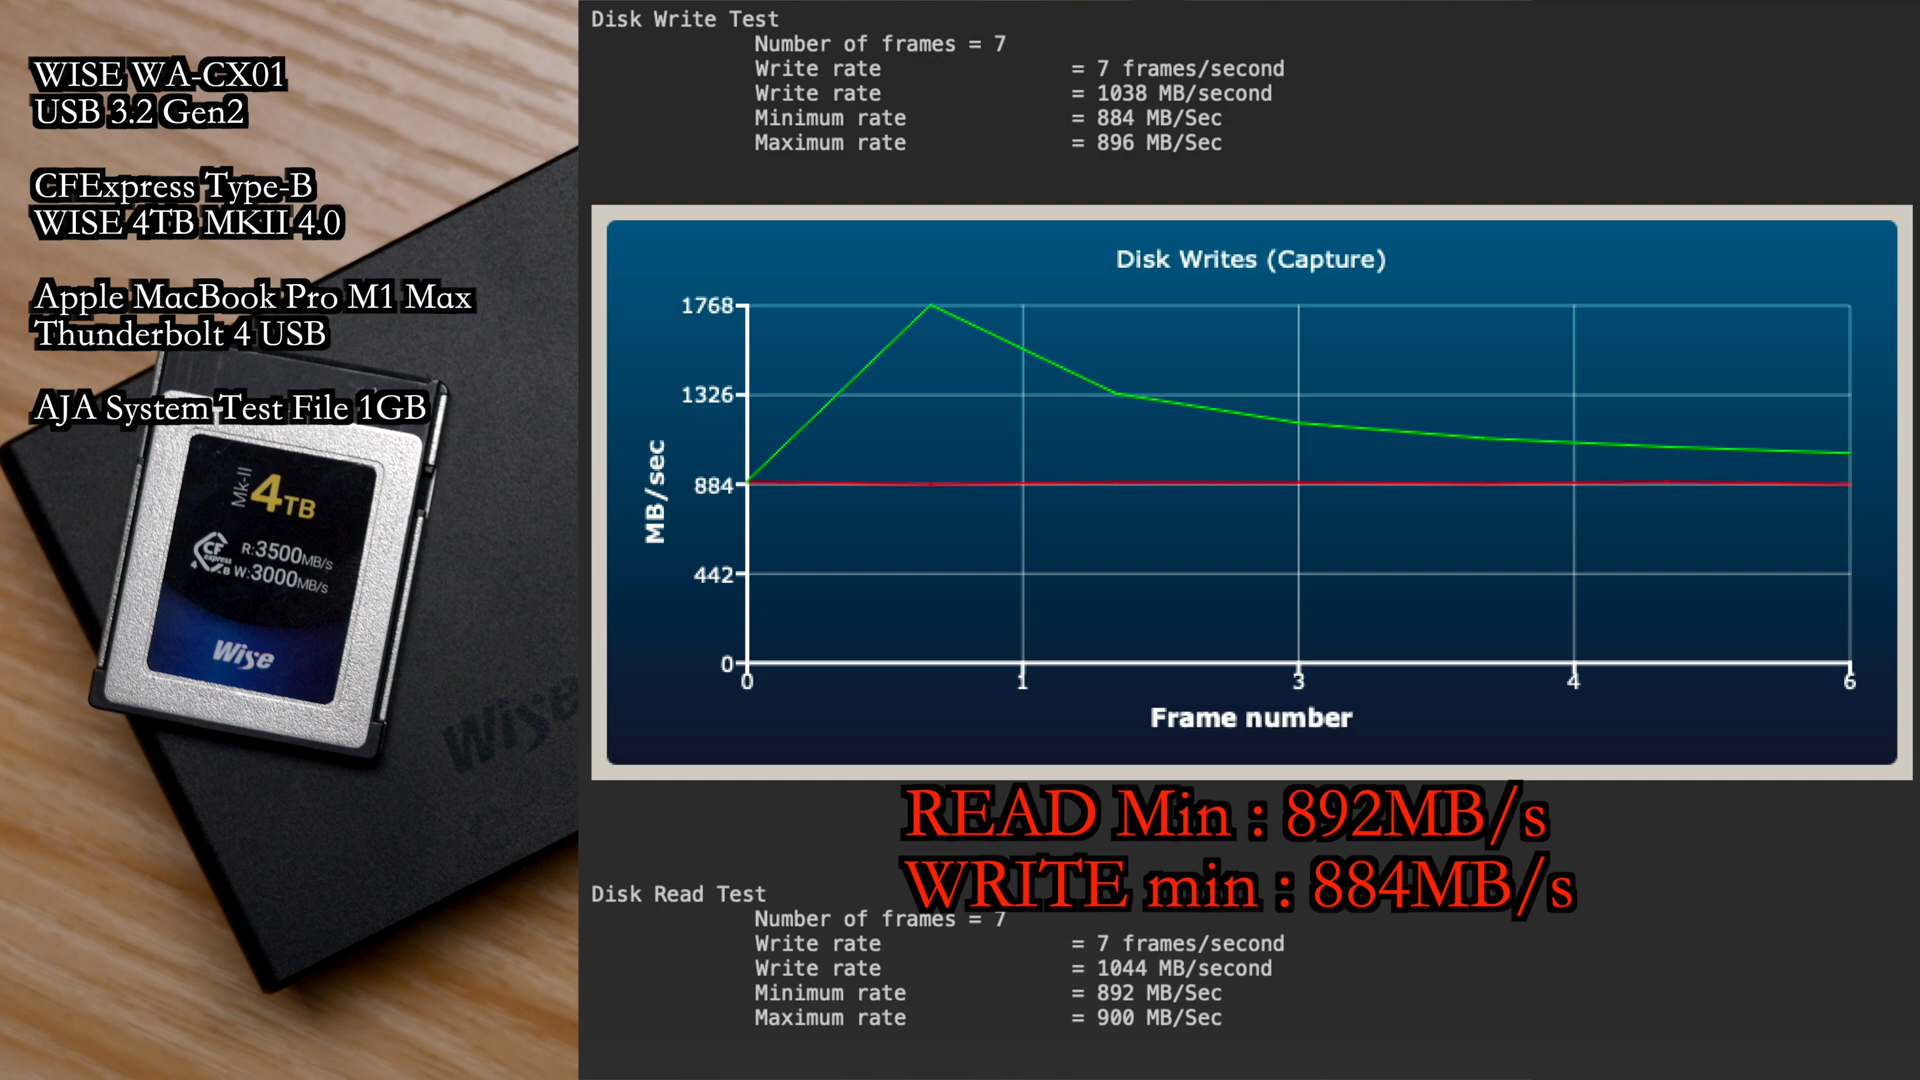 WISE WA-CX01
USB 3.2 Gen2
CFExpress Type-B
WISE 4TB MKII 4.0
Apple MacBook Pro M1 Max
Thunderbolt 4 USB
AJA System Test File 1GB
Mk-II
4TB
CF
express
4 B
R:3500MB/s
W:3000MB/s
Wise
Wise
Disk Write Test
Number of frames = 7
Write rate = 7 frames/second
Write rate = 1038 MB/second
Minimum rate = 884 MB/Sec
Maximum rate = 896 MB/Sec
Disk Writes (Capture)
1768
1326
884
442
0
MB/sec
0 1 3 4 6
Frame number
READ Min : 892MB/s
WRITE min : 884MB/s
Disk Read Test
Number of frames = 7
Write rate = 7 frames/second
Write rate = 1044 MB/second
Minimum rate = 892 MB/Sec
Maximum rate = 900 MB/Sec